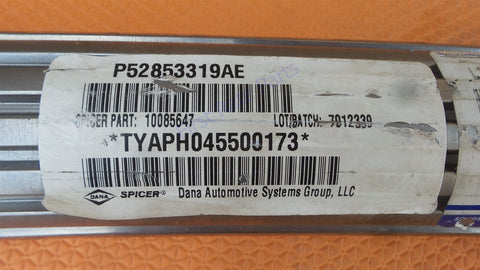 P52853319AE
SPICER PART: 10085647 LOT/BATCH: 7012339
*TYAPH045500173*
DANA SPICER® Dana Automotive Systems Group, LLC